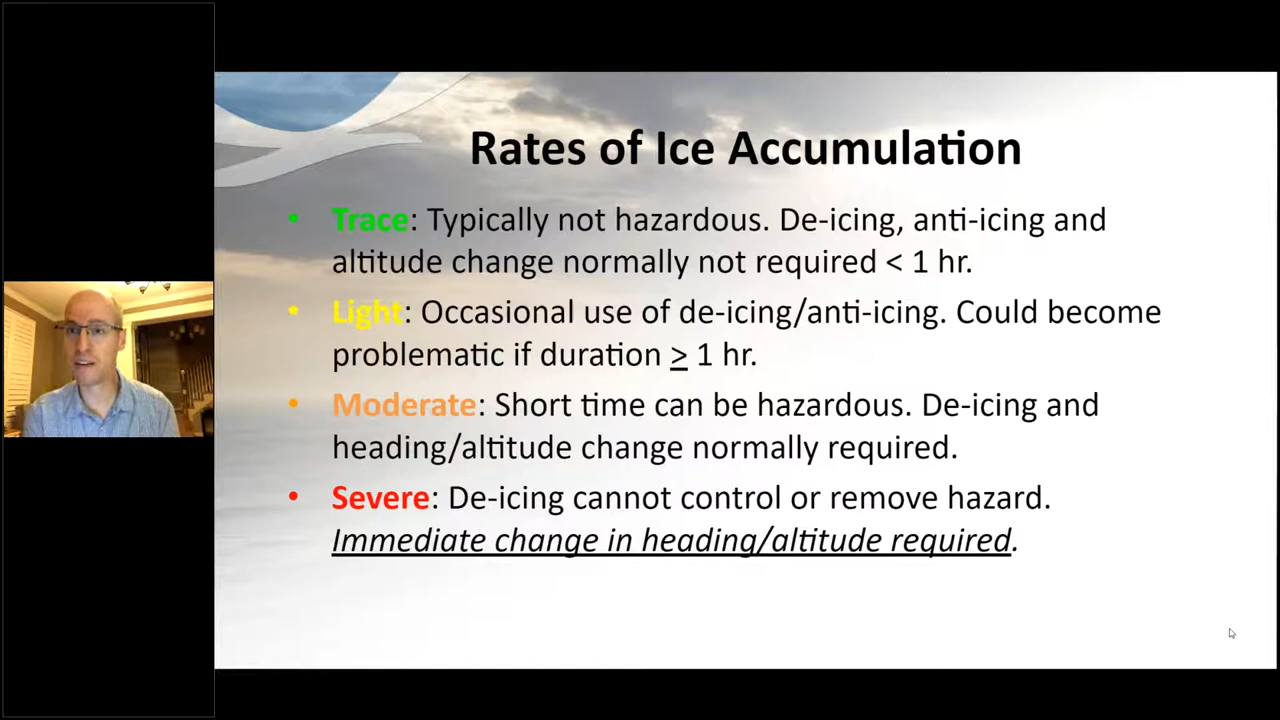 Rates of Ice Accumulation
• Trace: Typically not hazardous. De-icing, anti-icing and
altitude change normally not required < 1 hr.
• Light: Occasional use of de-icing/anti-icing. Could become
problematic if duration ≥ 1 hr.
• Moderate: Short time can be hazardous. De-icing and
heading/altitude change normally required.
• Severe: De-icing cannot control or remove hazard.
Immediate change in heading/altitude required.